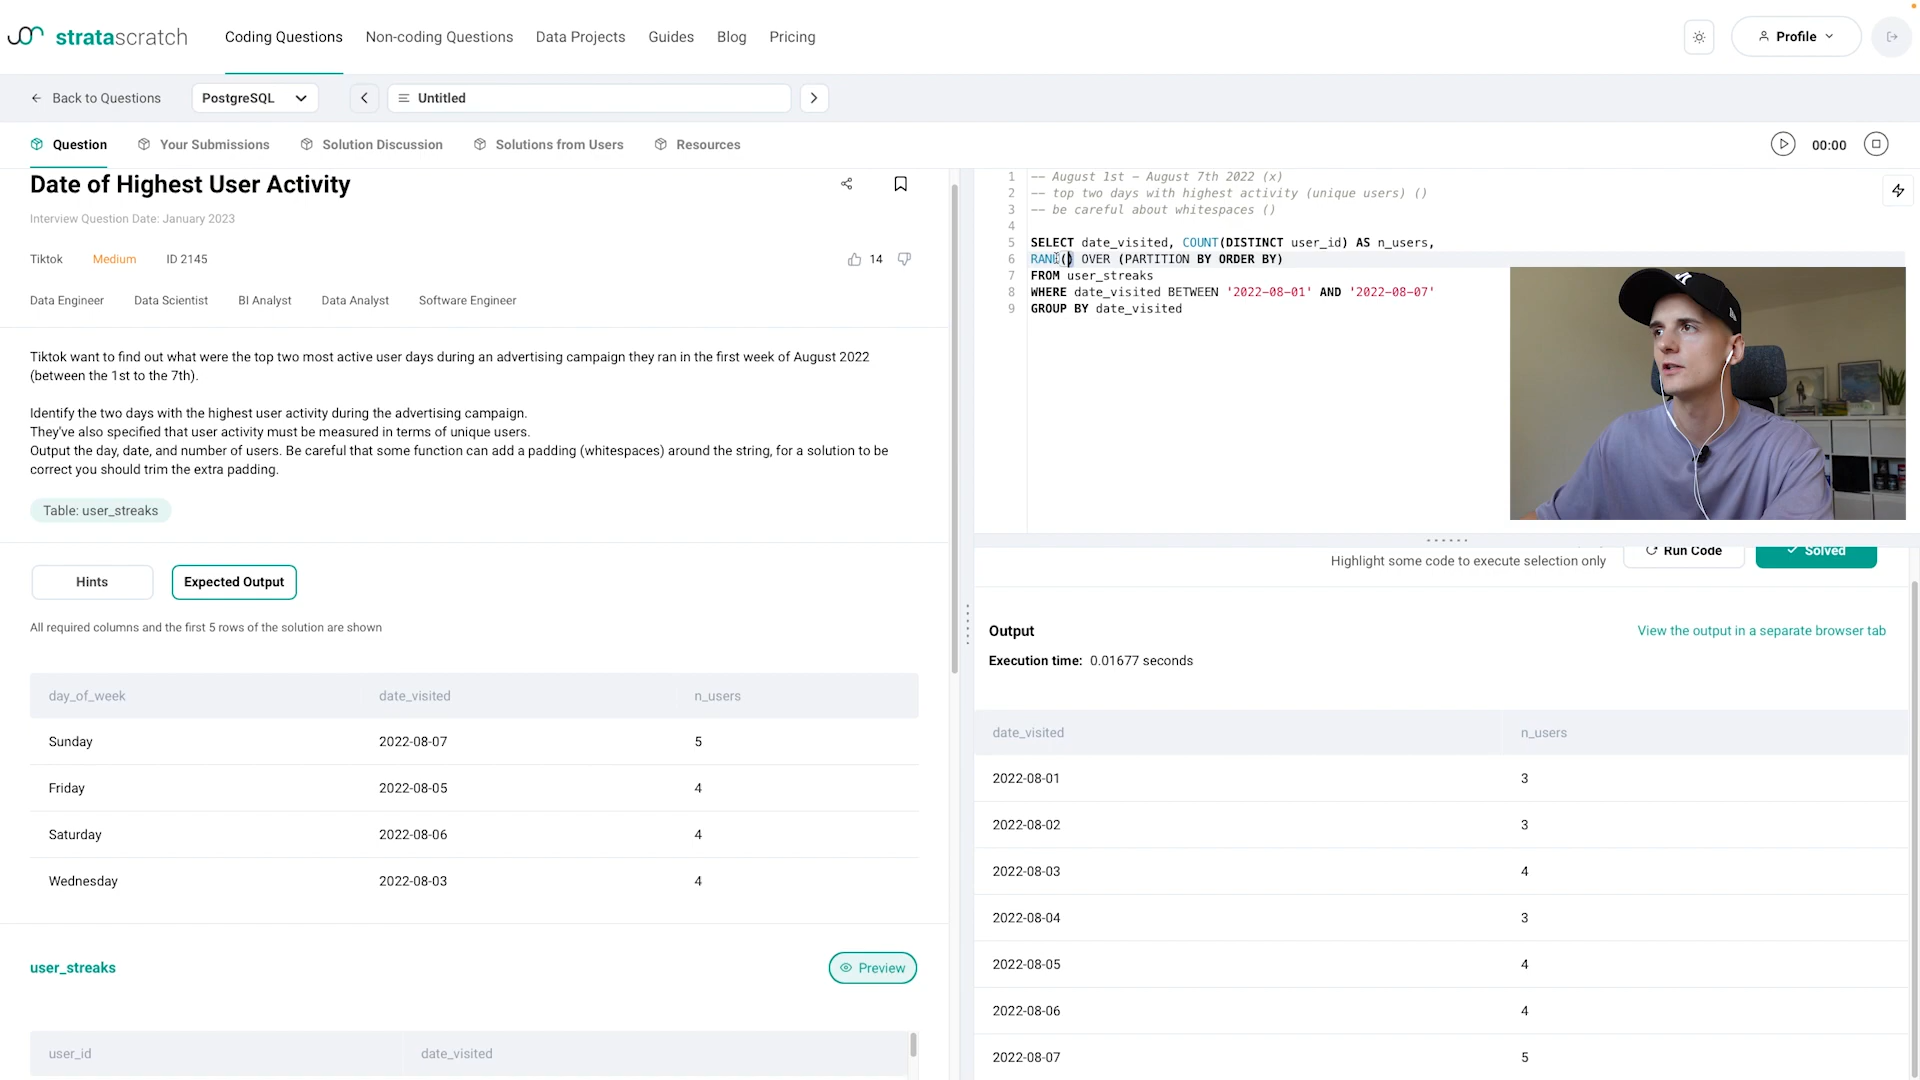 stratascratch
Coding Questions
Non-coding Questions
Data Projects
Guides
Blog
Pricing
Profile
Back to Questions
PostgreSQL
Untitled
Question
Your Submissions
Solution Discussion
Solutions from Users
Resources
00:00
Date of Highest User Activity
Interview Question Date: January 2023
Tiktok Medium ID 2145
14
Data Engineer Data Scientist BI Analyst Data Analyst Software Engineer
Tiktok want to find out what were the top two most active user days during an advertising campaign they ran in the first week of August 2022
(between the 1st to the 7th).
Identify the two days with the highest user activity during the advertising campaign.
They've also specified that user activity must be measured in terms of unique users.
Output the day, date, and number of users. Be careful that some function can add a padding (whitespaces) around the string, for a solution to be
correct you should trim the extra padding.
Table: user_streaks
Hints
Expected Output
All required columns and the first 5 rows of the solution are shown
day_of_week date_visited n_users
Sunday 2022-08-07 5
Friday 2022-08-05 4
Saturday 2022-08-06 4
Wednesday 2022-08-03 4
user_streaks
Preview
user_id date_visited
1 -- August 1st - August 7th 2022 (x)
2 -- top two days with highest activity (unique users) ()
3 -- be careful about whitespaces ()
4
5 SELECT date_visited, COUNT(DISTINCT user_id) AS n_users,
6 RANK() OVER (PARTITION BY ORDER BY)
7 FROM user_streaks
8 WHERE date_visited BETWEEN '2022-08-01' AND '2022-08-07'
9 GROUP BY date_visited
Highlight some code to execute selection only
Run Code
Solved
Output
View the output in a separate browser tab
Execution time: 0.01677 seconds
date_visited n_users
2022-08-01 3
2022-08-02 3
2022-08-03 4
2022-08-04 3
2022-08-05 4
2022-08-06 4
2022-08-07 5